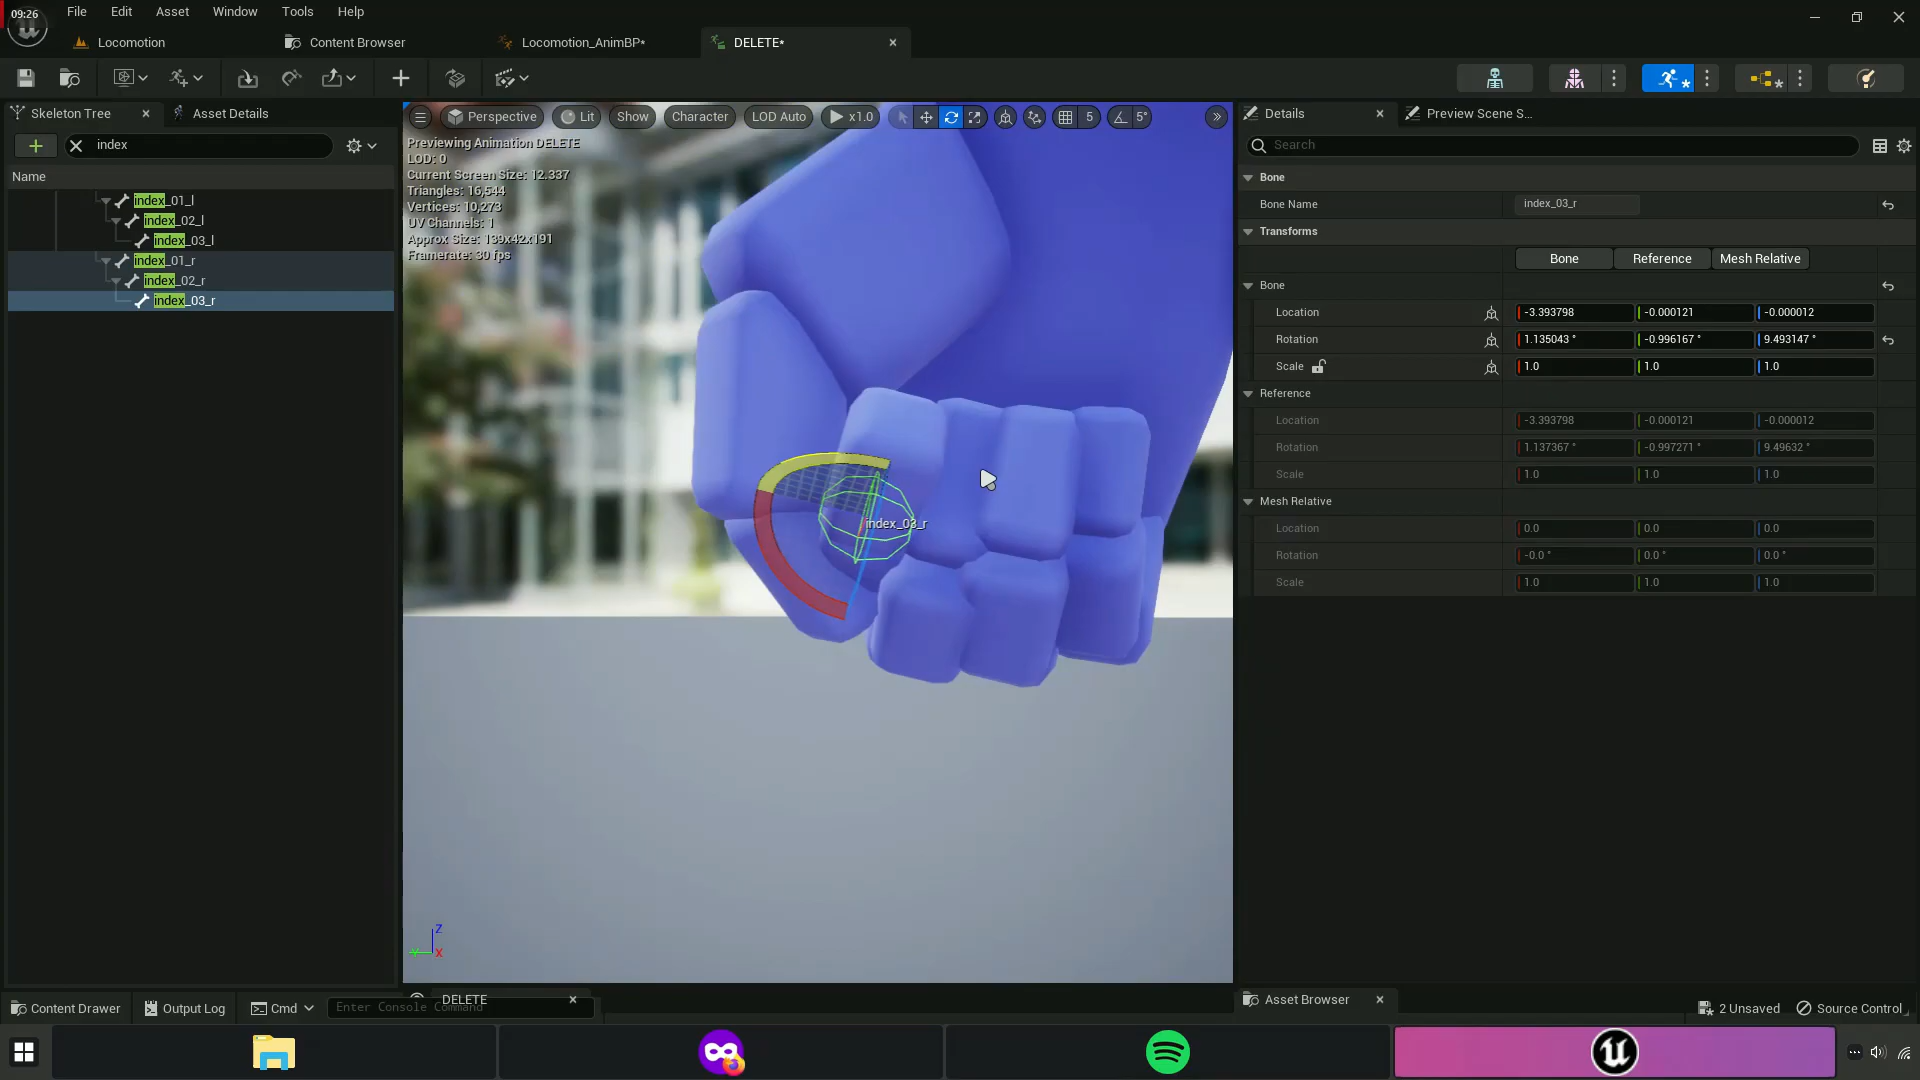 09:26
File Edit Asset Window Tools Help
Locomotion
Content Browser
Locomotion_AnimBP*
DELETE*
Skeleton Tree
Asset Details
index
Name
index_01_l
index_02_l
index_03_l
index_01_r
index_02_r
index_03_r
Perspective Lit Show Character LOD Auto x1.0 5 5°
Previewing Animation DELETE
LOD: 0
Current Screen Size: 12.337
Triangles: 16,544
Vertices: 10,273
UV Channels: 1
Approx Size: 139x42x191
Framerate: 30 fps
index_03_r
Z
Y X
Details
Preview Scene S...
Search
Bone
Bone Name index_03_r
Transforms
Bone Reference Mesh Relative
Bone
Location -3.393798 -0.000121 -0.000012
Rotation 1.135043 ° -0.996167 ° 9.493147 °
Scale 1.0 1.0 1.0
Reference
Location -3.393798 -0.000121 -0.000012
Rotation 1.137367 ° -0.997271 ° 9.49632 °
Scale 1.0 1.0 1.0
Mesh Relative
Location 0.0 0.0 0.0
Rotation -0.0 ° 0.0 ° 0.0 °
Scale 1.0 1.0 1.0
DELETE
Asset Browser
Content Drawer Output Log Cmd Enter Console Command
2 Unsaved Source Control